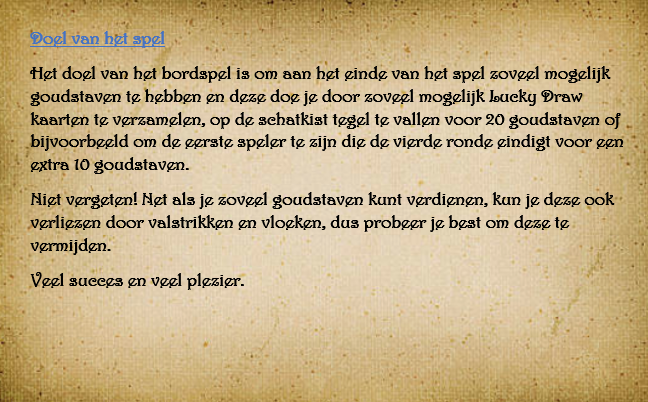 Doel van het spel
Het doel van het bordspel is om aan het einde van het spel zoveel mogelijk
goudstaven te hebben en deze doe je door zoveel mogelijk Lucky Draw
kaarten te verzamelen, op de schatkist tegel te vallen voor 20 goudstaven of
bijvoorbeeld om de eerste speler te zijn die de vierde ronde eindigt voor een
extra 10 goudstaven.
Niet vergeten! Net als je zoveel goudstaven kunt verdienen, kun je deze ook
verliezen door valstrikken en vloeken, dus probeer je best om deze te
vermijden.
Veel succes en veel plezier.